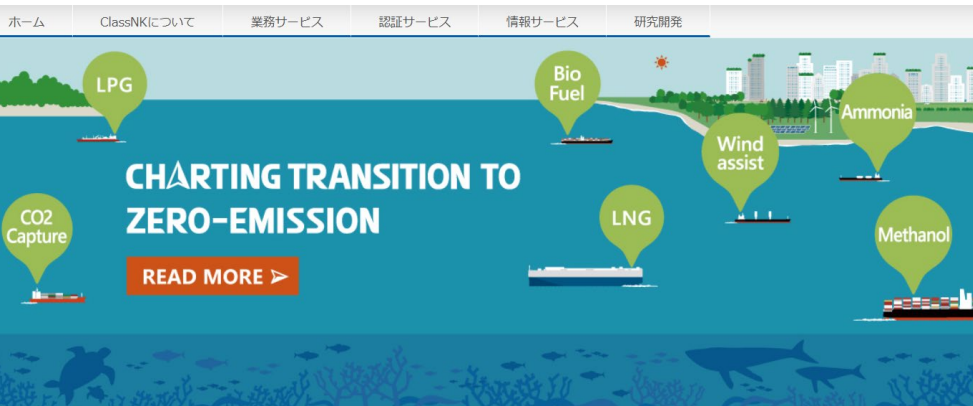 ホーム ClassNKについて 業務サービス 認証サービス 情報サービス 研究開発
LPG
Bio
Fuel
Ammonia
Wind
assist
CHARTING TRANSITION TO
ZERO-EMISSION
CO2
Capture
LNG
Methanol
READ MORE